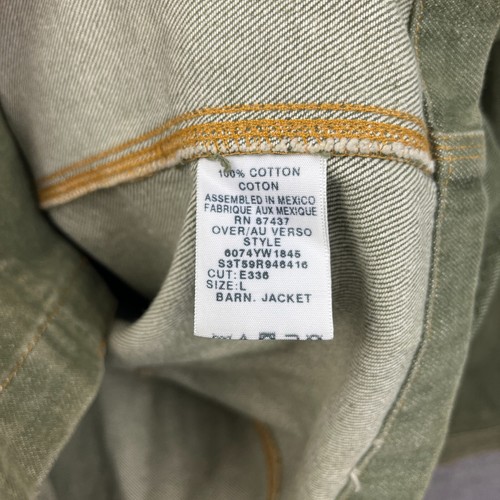 100% COTTON
COTON
ASSEMBLED IN MEXICO
FABRIQUE AUX MEXIQUE
RN 67437
OVER/AU VERSO
STYLE
6074YW1845
S3T59R946416
CUT: E336
SIZE: L
BARN. JACKET